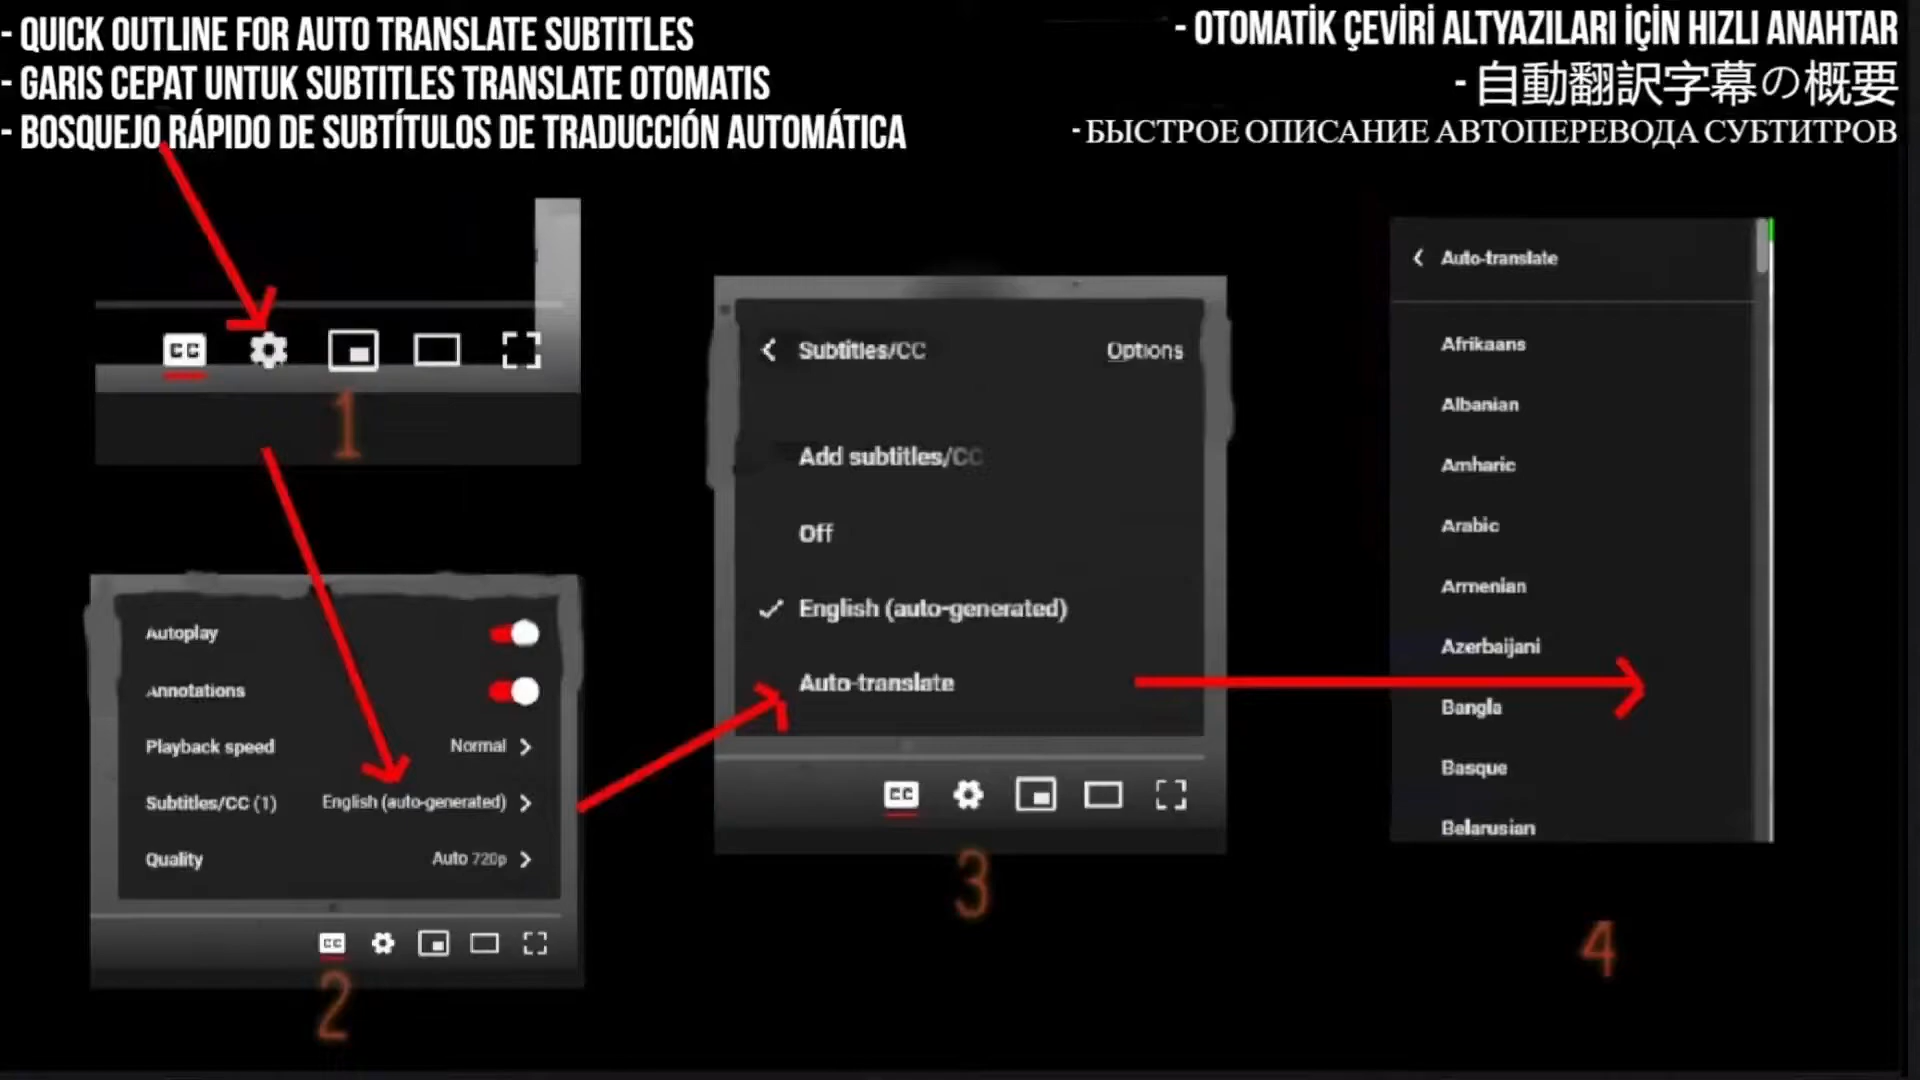 - QUICK OUTLINE FOR AUTO TRANSLATE SUBTITLES
- GARIS CEPAT UNTUK SUBTITLES TRANSLATE OTOMATIS
- BOSQUEJO RÁPIDO DE SUBTÍTULOS DE TRADUCCIÓN AUTOMÁTICA
- OTOMATİK ÇEVİRİ ALTYAZILARI İÇİN HIZLI ANAHTAR
- 自動翻訳字幕の概要
- БЫСТРОЕ ОПИСАНИЕ АВТОПЕРЕВОДА СУБТИТРОВ
CC
1
Autoplay
Annotations
Playback speed Normal
Subtitles/CC (1) English (auto-generated)
Quality Auto 720p
CC
2
Subtitles/CC Options
Add subtitles/CC
Off
English (auto-generated)
Auto-translate
CC
3
Auto-translate
Afrikaans
Albanian
Amharic
Arabic
Armenian
Azerbaijani
Bangla
Basque
Belarusian
4